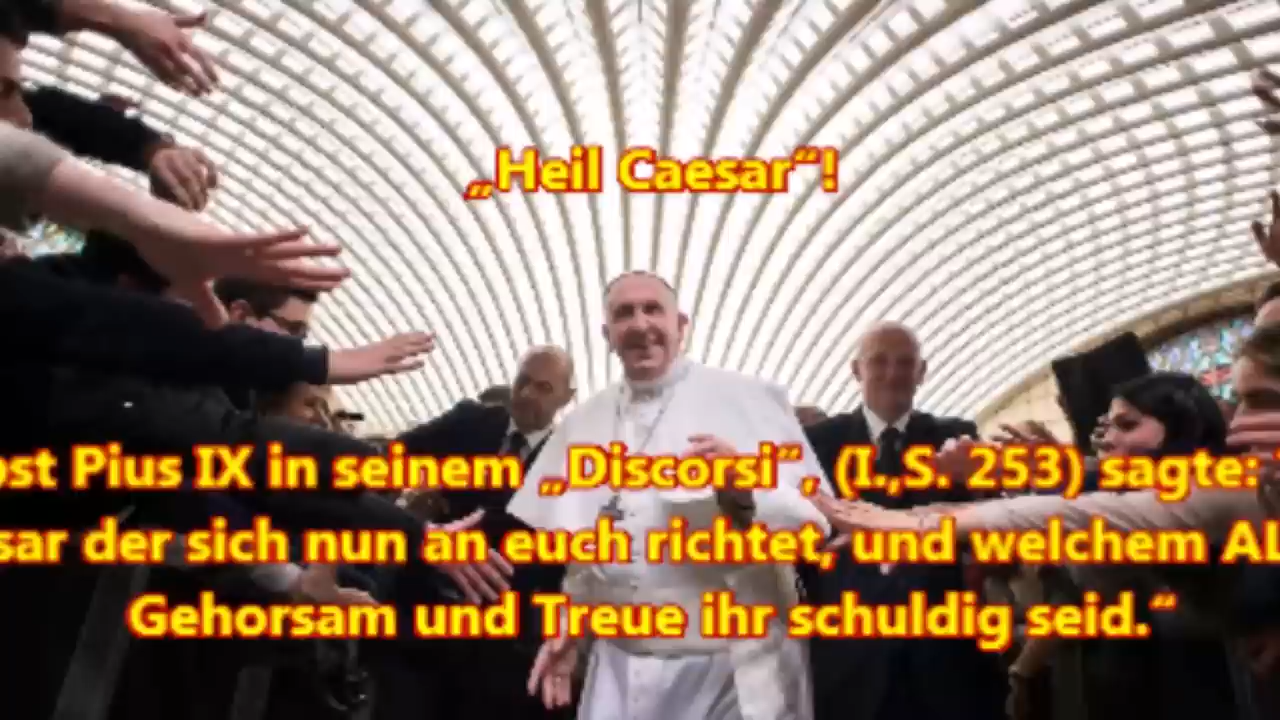 „Heil Caesar“!
Pius IX in seinem „Discorsi“, (I.,S. 253) sagte:
der sich nun an euch richtet, und welchem
Gehorsam und Treue ihr schuldig seid.“